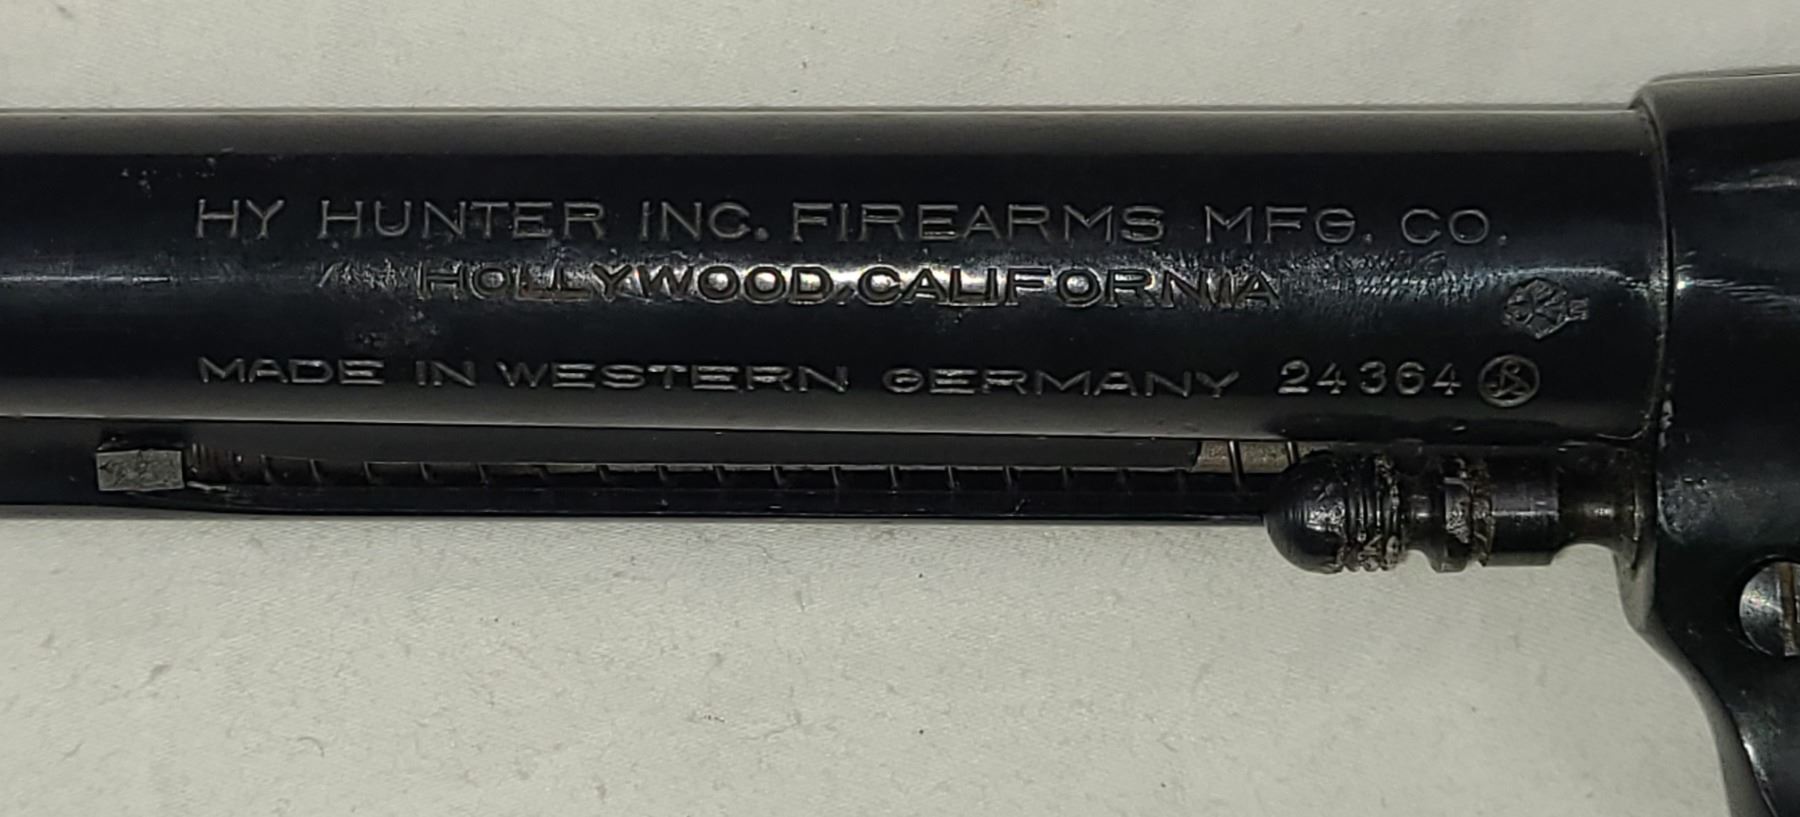 HY HUNTER INC. FIREARMS MFG. CO.
HOLLYWOOD, CALIFORNIA
MADE IN WESTERN GERMANY 24364